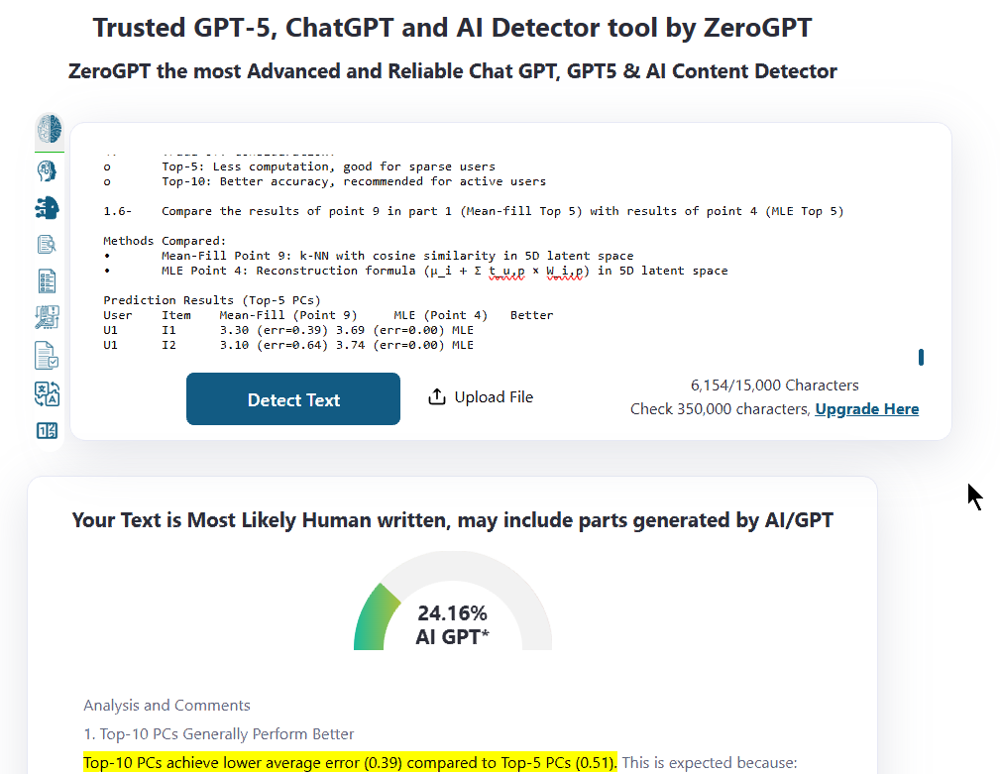 Trusted GPT-5, ChatGPT and AI Detector tool by ZeroGPT
ZeroGPT the most Advanced and Reliable Chat GPT, GPT5 & AI Content Detector
o Top-5: Less computation, good for sparse users
o Top-10: Better accuracy, recommended for active users
1.6- Compare the results of point 9 in part 1 (Mean-fill Top 5) with results of point 4 (MLE Top 5)
Methods Compared:
• Mean-Fill Point 9: k-NN with cosine similarity in 5D latent space
• MLE Point 4: Reconstruction formula (μ_i + Σ t_u,p × W_i,p) in 5D latent space
Prediction Results (Top-5 PCs)
User Item Mean-Fill (Point 9) MLE (Point 4) Better
U1 I1 3.30 (err=0.39) 3.69 (err=0.00) MLE
U1 I2 3.10 (err=0.64) 3.74 (err=0.00) MLE
Detect Text
Upload File
6,154/15,000 Characters
Check 350,000 characters, Upgrade Here
Your Text is Most Likely Human written, may include parts generated by AI/GPT
24.16%
AI GPT*
Analysis and Comments
1. Top-10 PCs Generally Perform Better
Top-10 PCs achieve lower average error (0.39) compared to Top-5 PCs (0.51). This is expected because: